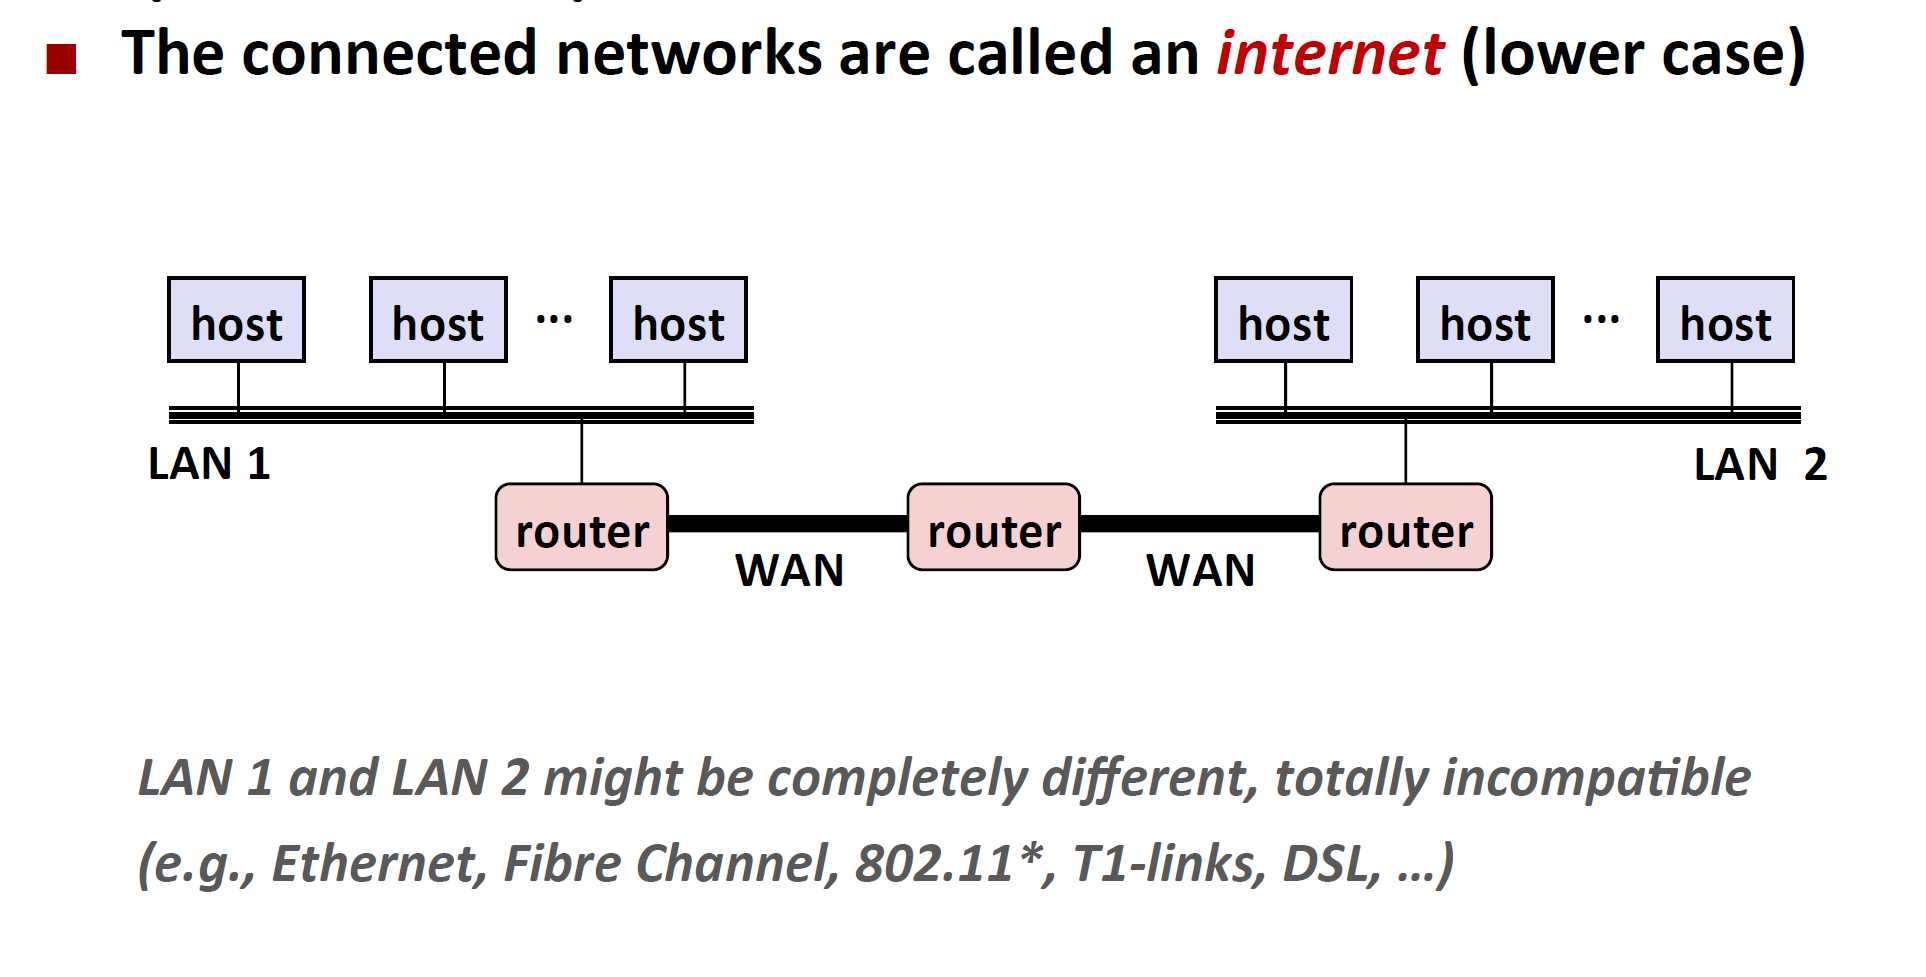 The connected networks are called an internet (lower case)
host host ... host host host ... host
LAN 1 LAN 2
router router router
WAN WAN
LAN 1 and LAN 2 might be completely different, totally incompatible
(e.g., Ethernet, Fibre Channel, 802.11*, T1-links, DSL, …)